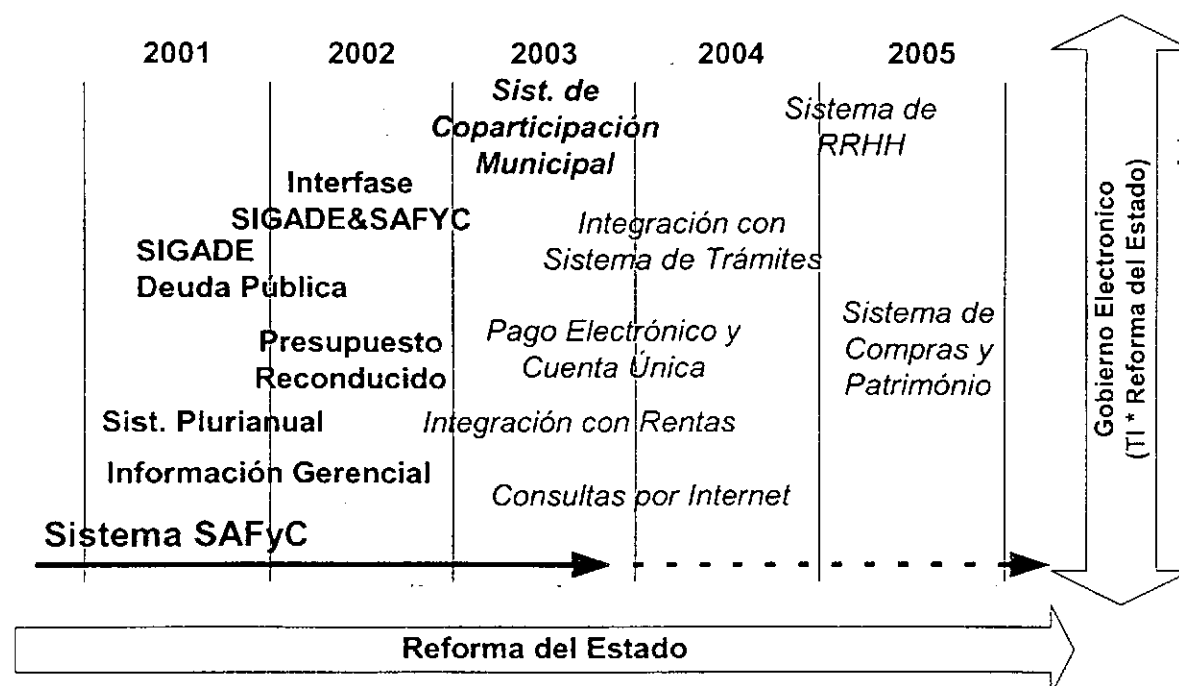 2001 2002 2003 2004 2005
Sist. de
Coparticipación
Municipal
Sistema de
RRHH
Interfase
SIGADE&SAFYC
Integración con
Sistema de Trámites
SIGADE
Deuda Pública
Presupuesto
Reconducido
Pago Electrónico y
Cuenta Única
Sistema de
Compras y
Património
Sist. Plurianual
Integración con Rentas
Información Gerencial
Consultas por Internet
Sistema SAFyC
Reforma del Estado
Gobierno Electronico
(TI * Reforma del Estado)